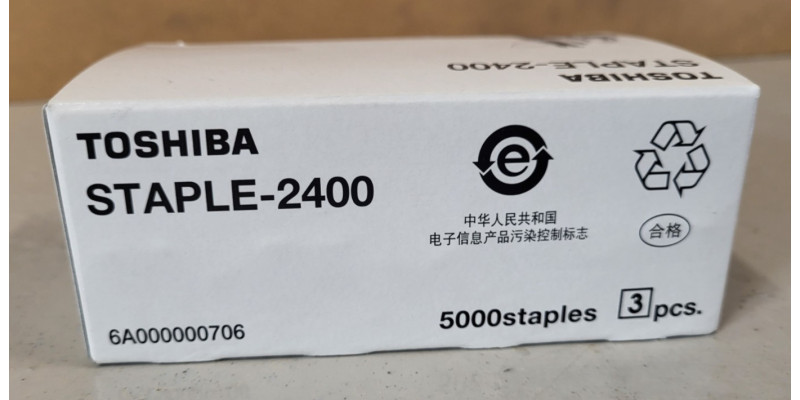 STAPLE-2400
TOSHIBA
TOSHIBA
STAPLE-2400
e
中华人民共和国
电子信息产品污染控制标志
合格
6A000000706
5000staples 3 pcs.